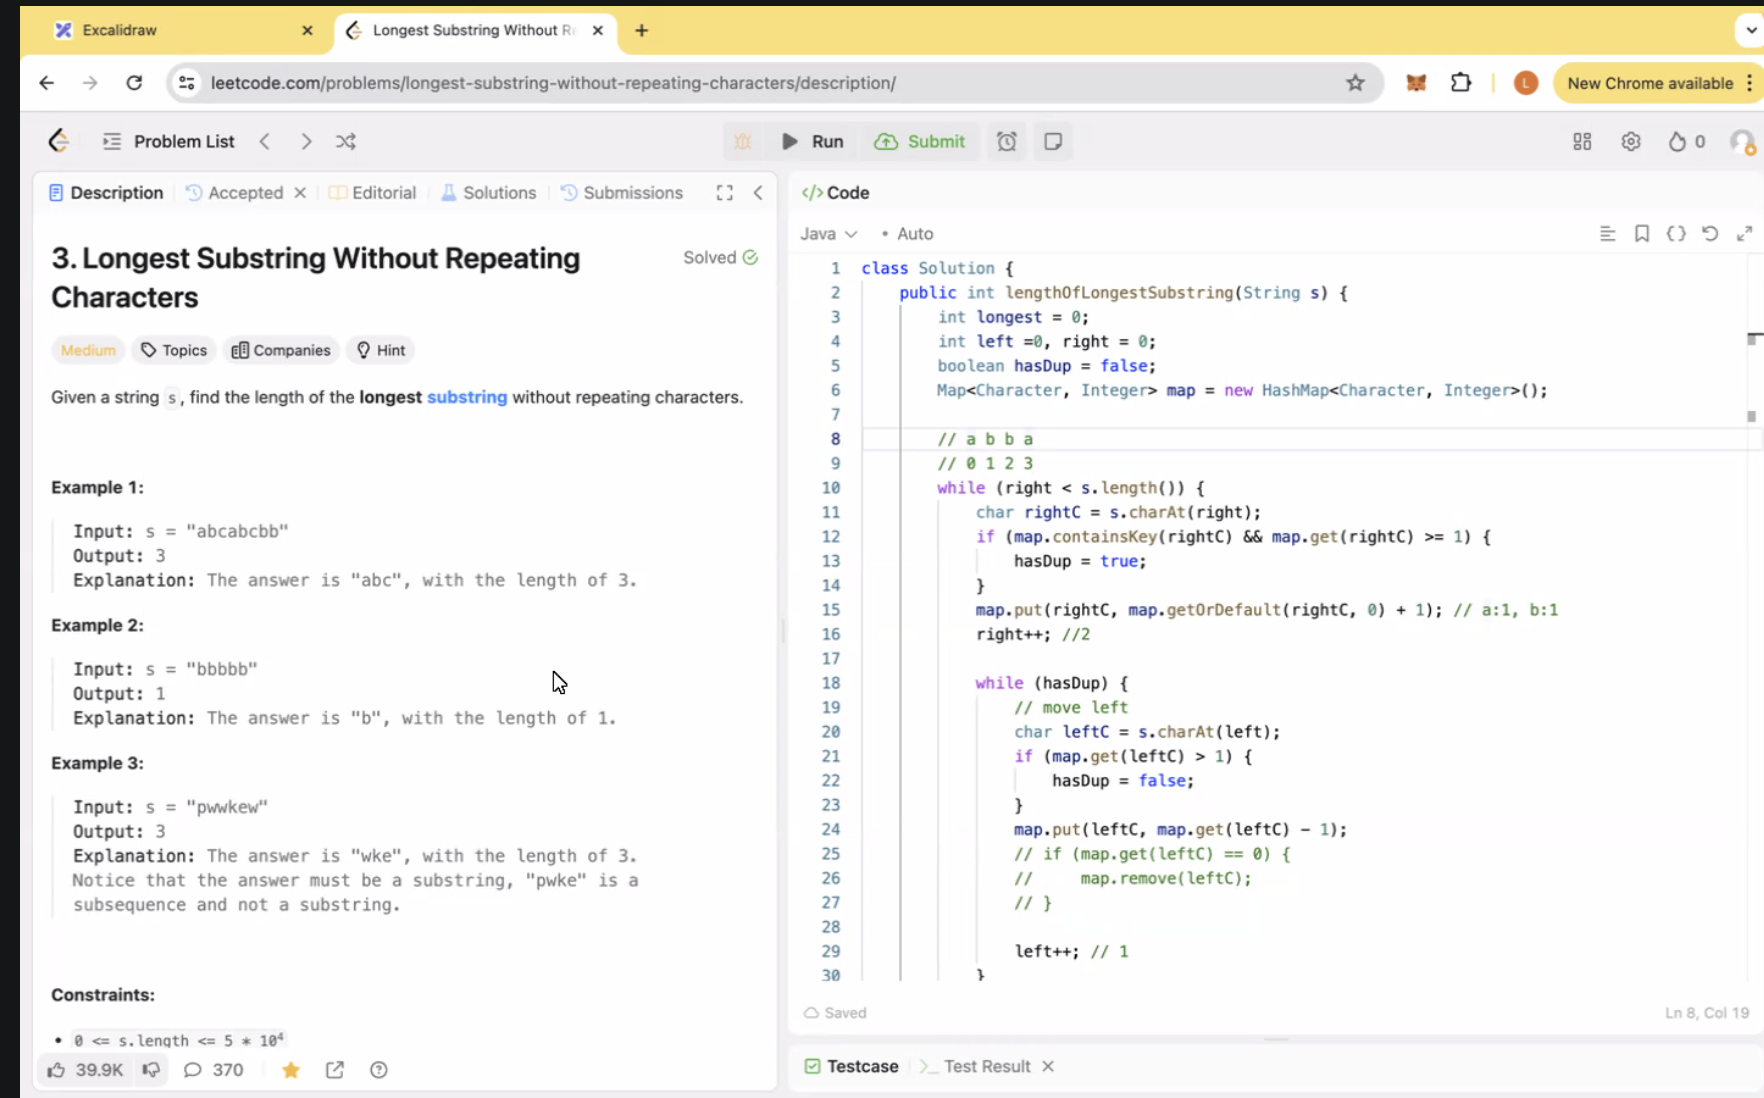 Excalidraw
Longest Substring Without Re
leetcode.com/problems/longest-substring-without-repeating-characters/description/
L
New Chrome available
Problem List
Run
Submit
0
Description
Accepted
Editorial
Solutions
Submissions
3. Longest Substring Without Repeating
Characters
Solved
Medium
Topics
Companies
Hint
Given a string s, find the length of the longest substring without repeating characters.
Example 1:
Input: s = "abcabcbb"
Output: 3
Explanation: The answer is "abc", with the length of 3.
Example 2:
Input: s = "bbbbb"
Output: 1
Explanation: The answer is "b", with the length of 1.
Example 3:
Input: s = "pwwkew"
Output: 3
Explanation: The answer is "wke", with the length of 3.
Notice that the answer must be a substring, "pwke" is a
subsequence and not a substring.
Constraints:
• 0 <= s.length <= 5 * 10⁴
39.9K
370
</> Code
Java
• Auto
1 class Solution {
2 public int lengthOfLongestSubstring(String s) {
3 int longest = 0;
4 int left =0, right = 0;
5 boolean hasDup = false;
6 Map<Character, Integer> map = new HashMap<Character, Integer>();
7
8 // a b b a
9 // 0 1 2 3
10 while (right < s.length()) {
11 char rightC = s.charAt(right);
12 if (map.containsKey(rightC) && map.get(rightC) >= 1) {
13 hasDup = true;
14 }
15 map.put(rightC, map.getOrDefault(rightC, 0) + 1); // a:1, b:1
16 right++; //2
17
18 while (hasDup) {
19 // move left
20 char leftC = s.charAt(left);
21 if (map.get(leftC) > 1) {
22 hasDup = false;
23 }
24 map.put(leftC, map.get(leftC) - 1);
25 // if (map.get(leftC) == 0) {
26 // map.remove(leftC);
27 // }
28
29 left++; // 1
30 }
Saved
Ln 8, Col 19
Testcase
Test Result